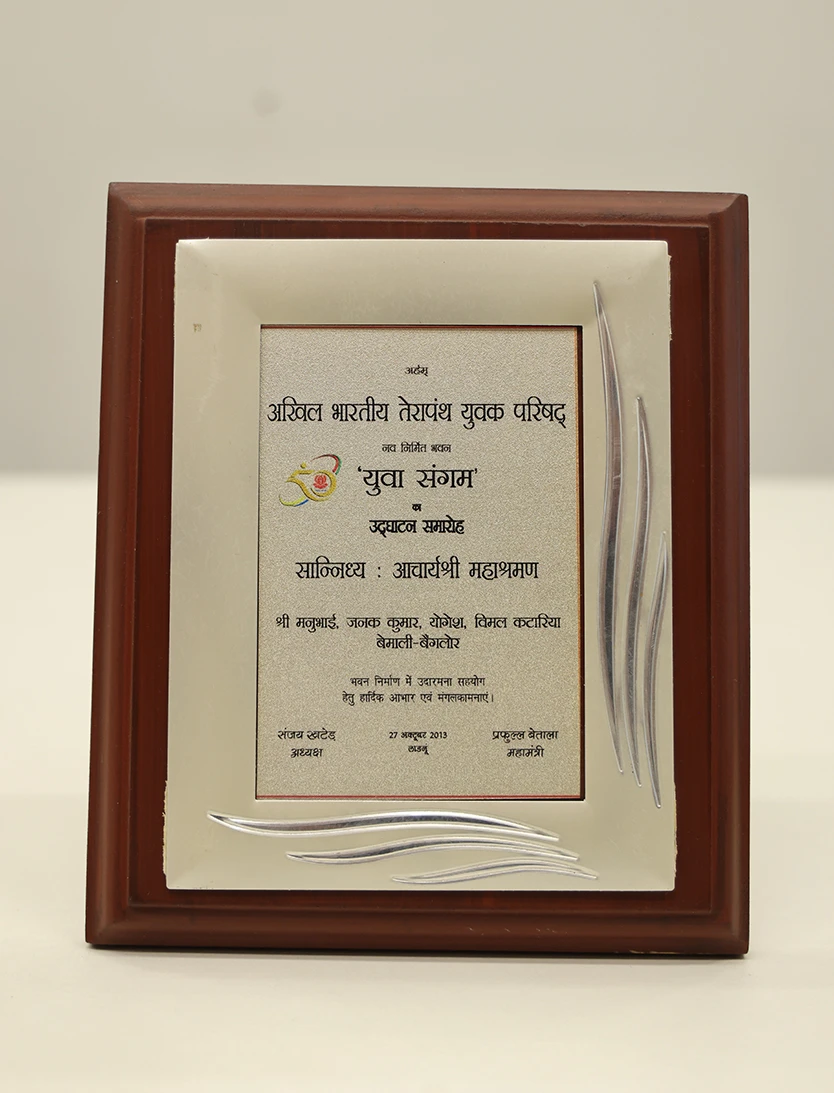 अर्हम्
अखिल भारतीय तेरापंथ युवक परिषद्
नव निर्मित भवन
'युवा संगम'
का
उद्‌घाटन समारोह
सान्निध्य : आचार्यश्री महाश्रमण
श्री मनुभाई, जनक कुमार, योगेश, विमल कटारिया
बेमाली-बैंगलोर
भवन निर्माण में उदारमना सहयोग
हेतु हार्दिक आभार एवं मंगलकामनाएं।
संजय खटेड़ 27 अक्टूबर 2013 प्रफुल्ल बेताला
अध्यक्ष लाडनूं महामंत्री